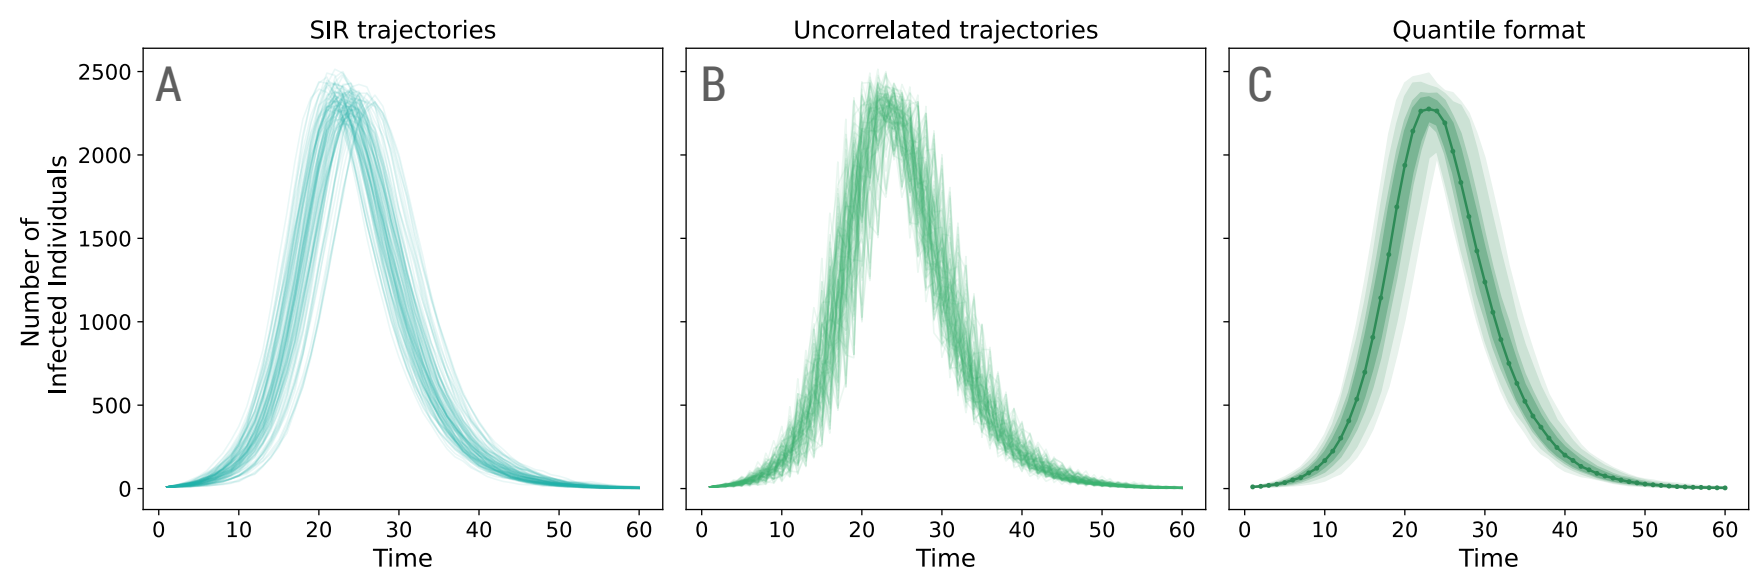 SIR trajectories
Uncorrelated trajectories
Quantile format
A
B
C
2500
2000
1500
1000
500
0
Number of
Infected Individuals
0 10 20 30 40 50 60
0 10 20 30 40 50 60
0 10 20 30 40 50 60
Time
Time
Time